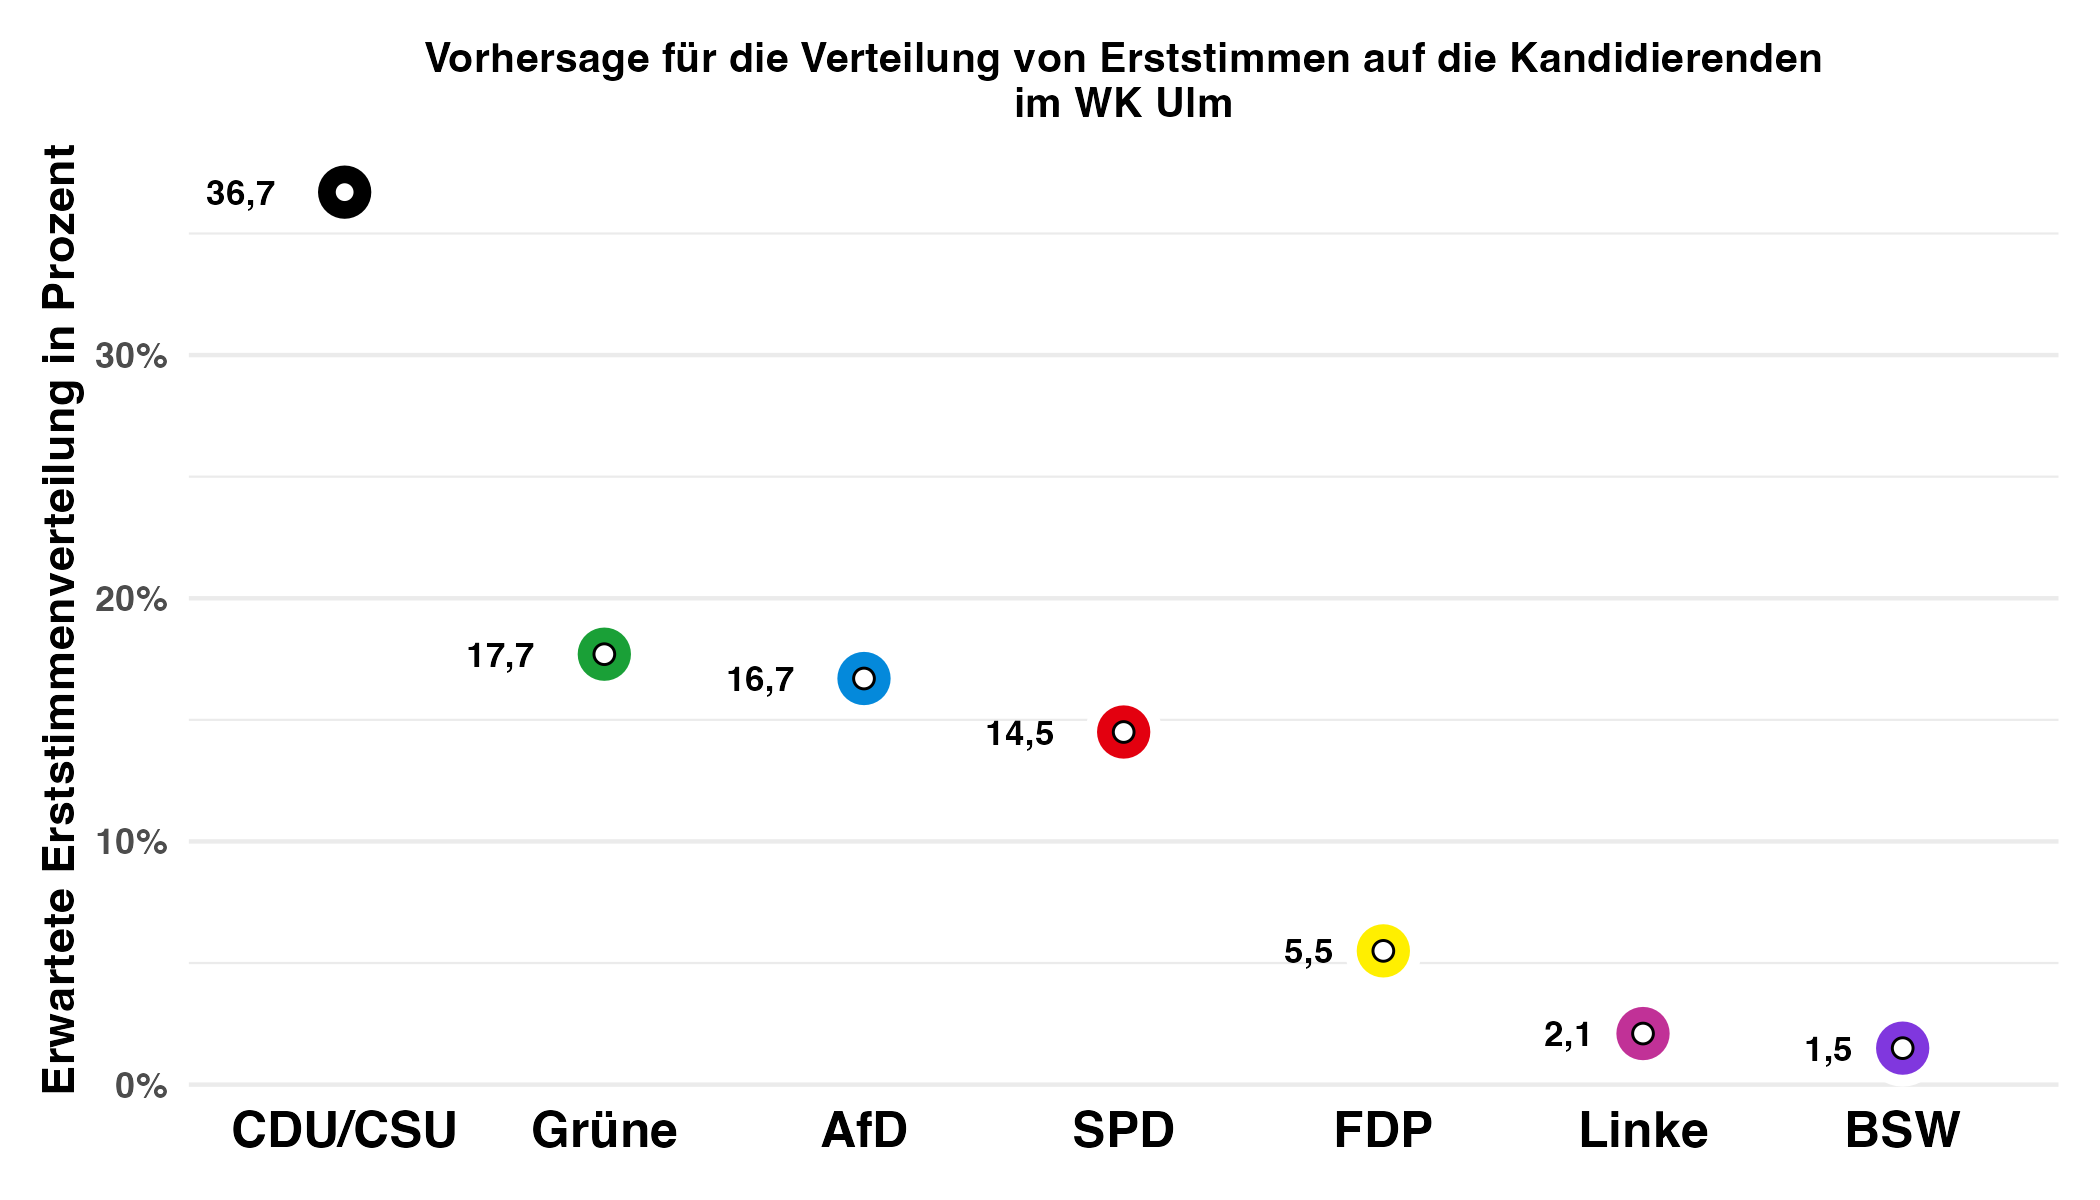 Vorhersage für die Verteilung von Erststimmen auf die Kandidierenden
im WK Ulm
Erwartete Erststimmenverteilung in Prozent
36,7
30%
20%
17,7
16,7
14,5
10%
5,5
2,1
1,5
0%
CDU/CSU Grüne AfD SPD FDP Linke BSW